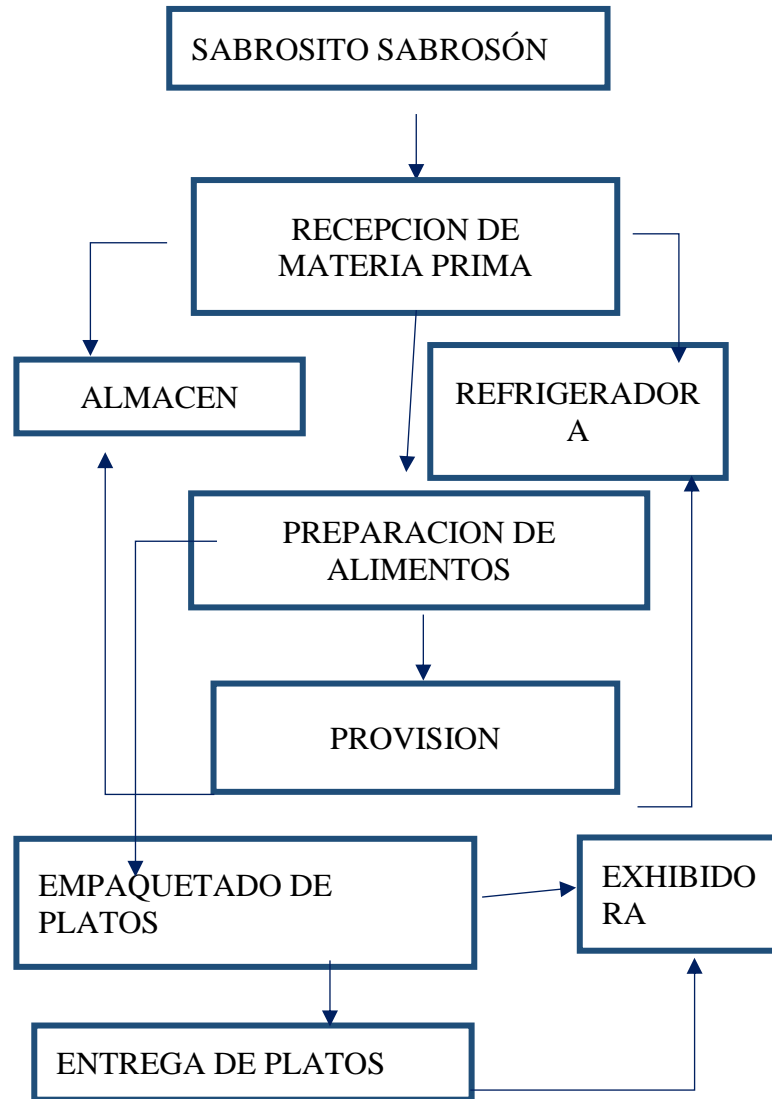 SABROSITO SABROSÓN
RECEPCION DE
MATERIA PRIMA
ALMACEN
REFRIGERADOR
A
PREPARACION DE
ALIMENTOS
PROVISION
EMPAQUETADO DE
PLATOS
EXHIBIDO
RA
ENTREGA DE PLATOS